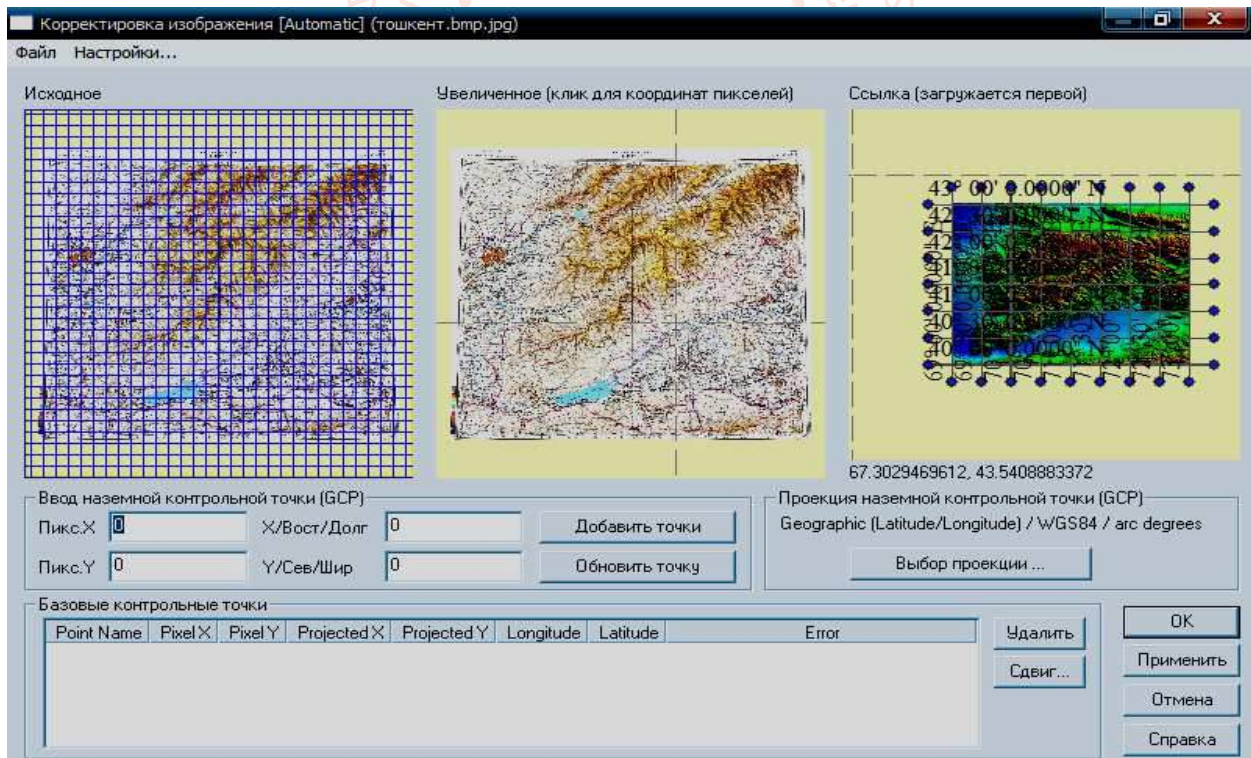 Корректировка изображения [Automatic] (тошкент.bmp.jpg)
Файл Настройки...
Исходное
Увеличенное (клик для координат пикселей)
Ссылка (загружается первой)
43° 00' 0.0000" N
67.3029469612, 43.5408883372
Ввод наземной контрольной точки (GCP)
Пикс.X 0 X/Вост/Долг 0 Добавить точки
Пикс.Y 0 Y/Сев/Шир 0 Обновить точку
Проекция наземной контрольной точки (GCP)
Geographic (Latitude/Longitude) / WGS84 / arc degrees
Выбор проекции ...
Базовые контрольные точки
Point Name Pixel X Pixel Y Projected X Projected Y Longitude Latitude Error
Удалить
Сдвиг...
OK
Применить
Отмена
Справка